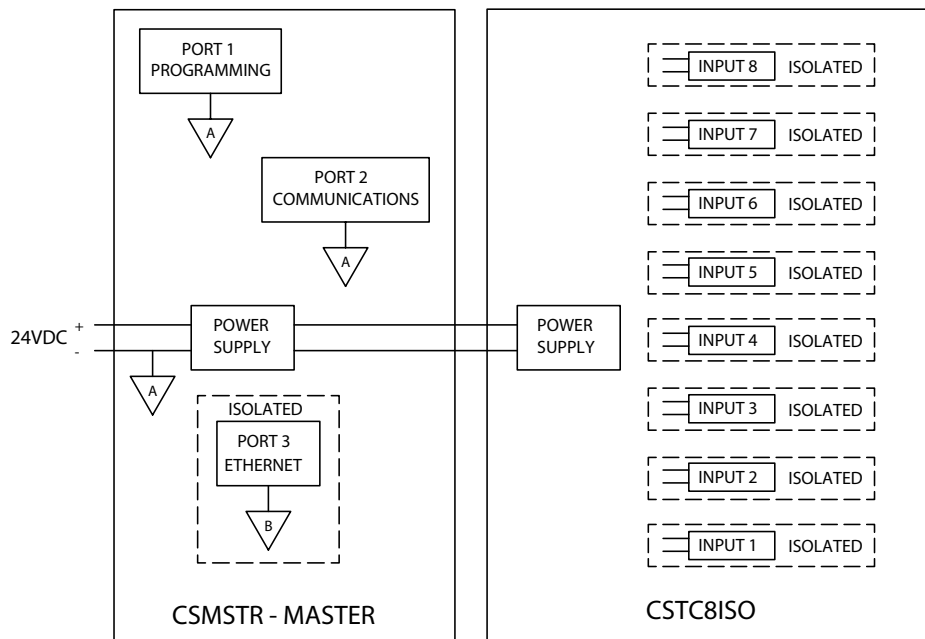 PORT 1
PROGRAMMING
A
PORT 2
COMMUNICATIONS
A
24VDC
+
-
POWER
SUPPLY
A
ISOLATED
PORT 3
ETHERNET
B
CSMSTR - MASTER
INPUT 8 ISOLATED
INPUT 7 ISOLATED
INPUT 6 ISOLATED
INPUT 5 ISOLATED
POWER
SUPPLY
INPUT 4 ISOLATED
INPUT 3 ISOLATED
INPUT 2 ISOLATED
INPUT 1 ISOLATED
CSTC8ISO